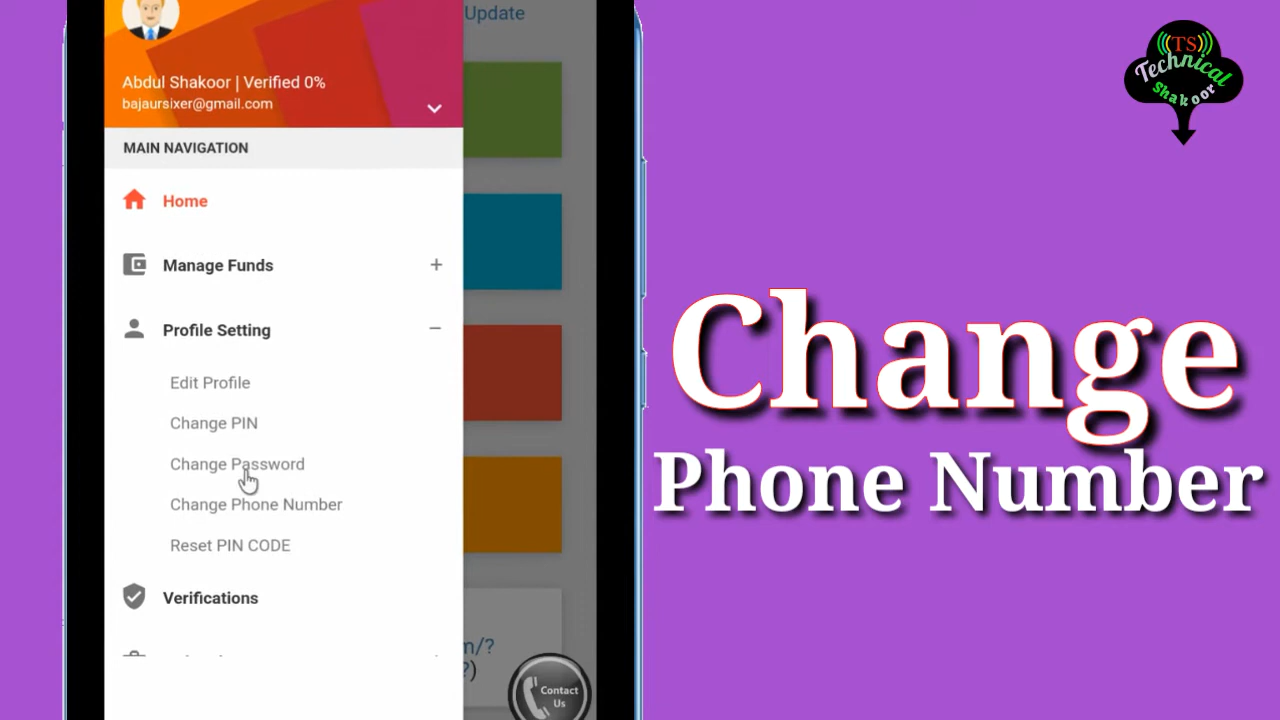 Update
Abdul Shakoor | Verified 0%
bajaursixer@gmail.com
MAIN NAVIGATION
Home
Manage Funds
Profile Setting
Edit Profile
Change PIN
Change Password
Change Phone Number
Reset PIN CODE
Verifications
m/?
?)
Contact
Us
((TS))
Technical
Shakoor
Change
Phone Number